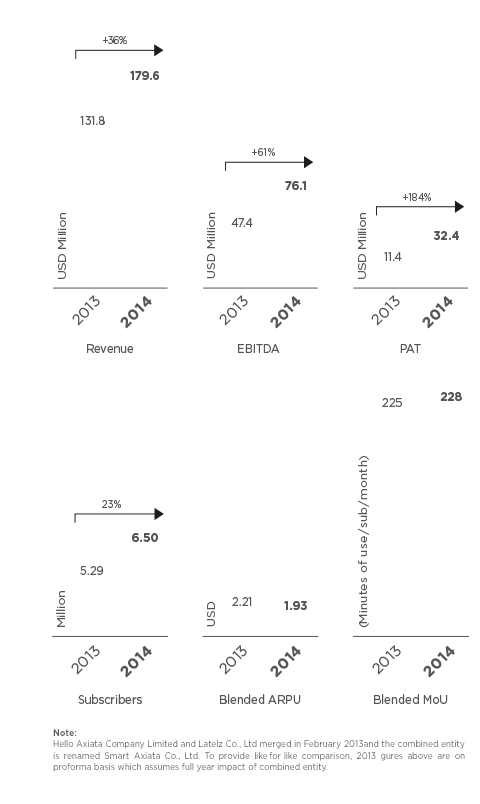 +36%
179.6
131.8
USD Million
2013
2014
Revenue
+61%
76.1
47.4
USD Million
2013
2014
EBITDA
+184%
32.4
11.4
USD Million
2013
2014
PAT
23%
6.50
5.29
Million
2013
2014
Subscribers
2.21
1.93
USD
2013
2014
Blended ARPU
225
228
(Minutes of use/sub/month)
2013
2014
Blended MoU
Note:
Hello Axiata Company Limited and Latelz Co., Ltd merged in February 2013and the combined entity
is renamed Smart Axiata Co., Ltd. To provide like for like comparison, 2013 gures above are on
proforma basis which assumes full year impact of combined entity.